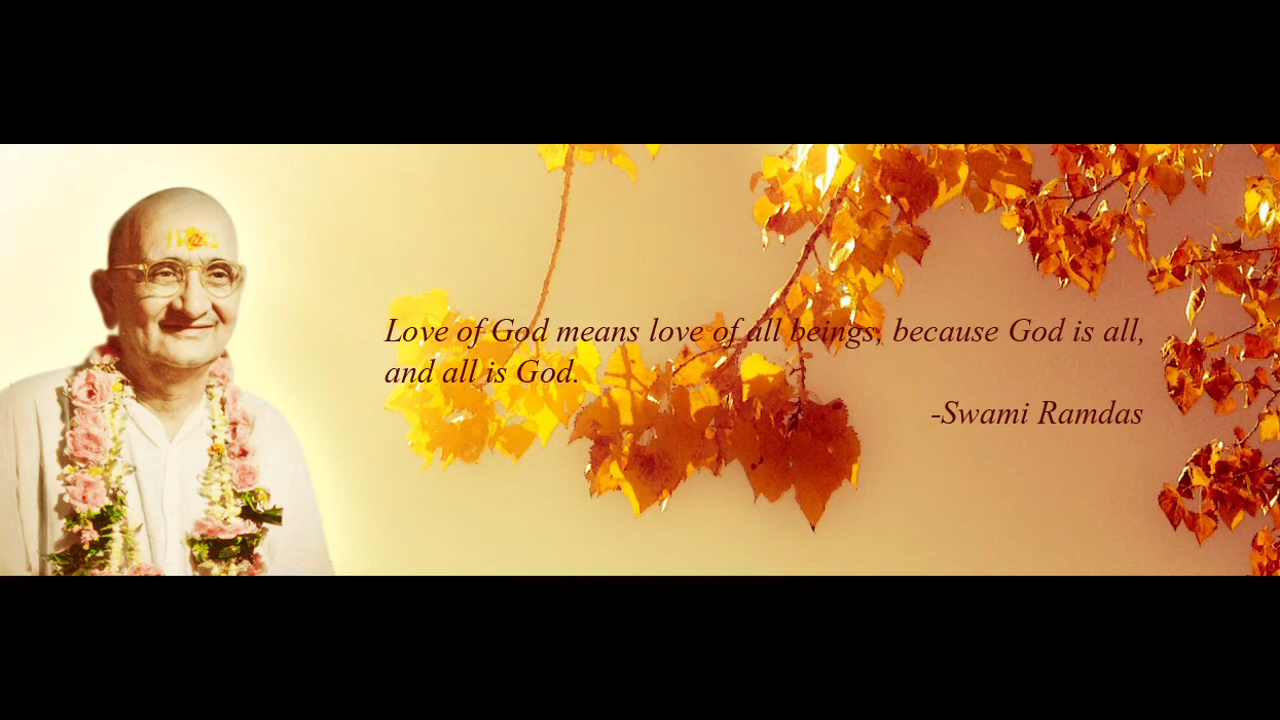 Love of God means love of all beings, because God is all,
and all is God.
-Swami Ramdas